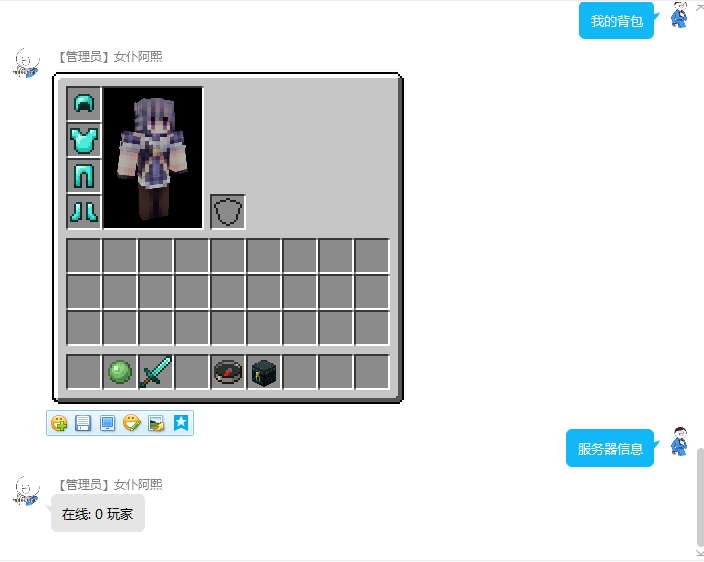 我的背包
【管理员】女仆阿熙
服务器信息
【管理员】女仆阿熙
在线: 0 玩家